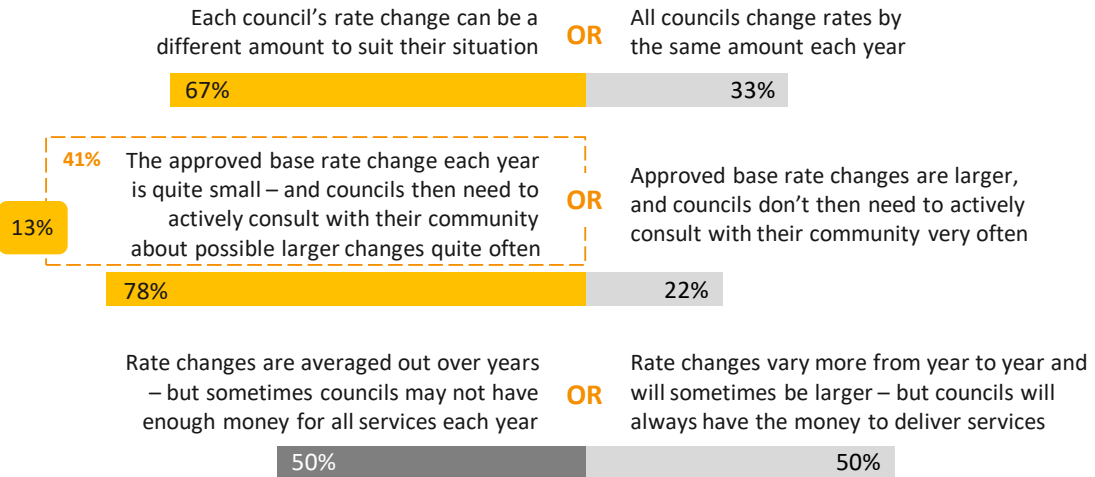 Each council’s rate change can be a
different amount to suit their situation
OR
All councils change rates by
the same amount each year
67%
33%
41%
The approved base rate change each year
is quite small – and councils then need to
actively consult with their community
about possible larger changes quite often
13%
OR
Approved base rate changes are larger,
and councils don’t then need to actively
consult with their community very often
78%
22%
Rate changes are averaged out over years
– but sometimes councils may not have
enough money for all services each year
OR
Rate changes vary more from year to year and
will sometimes be larger – but councils will
always have the money to deliver services
50%
50%